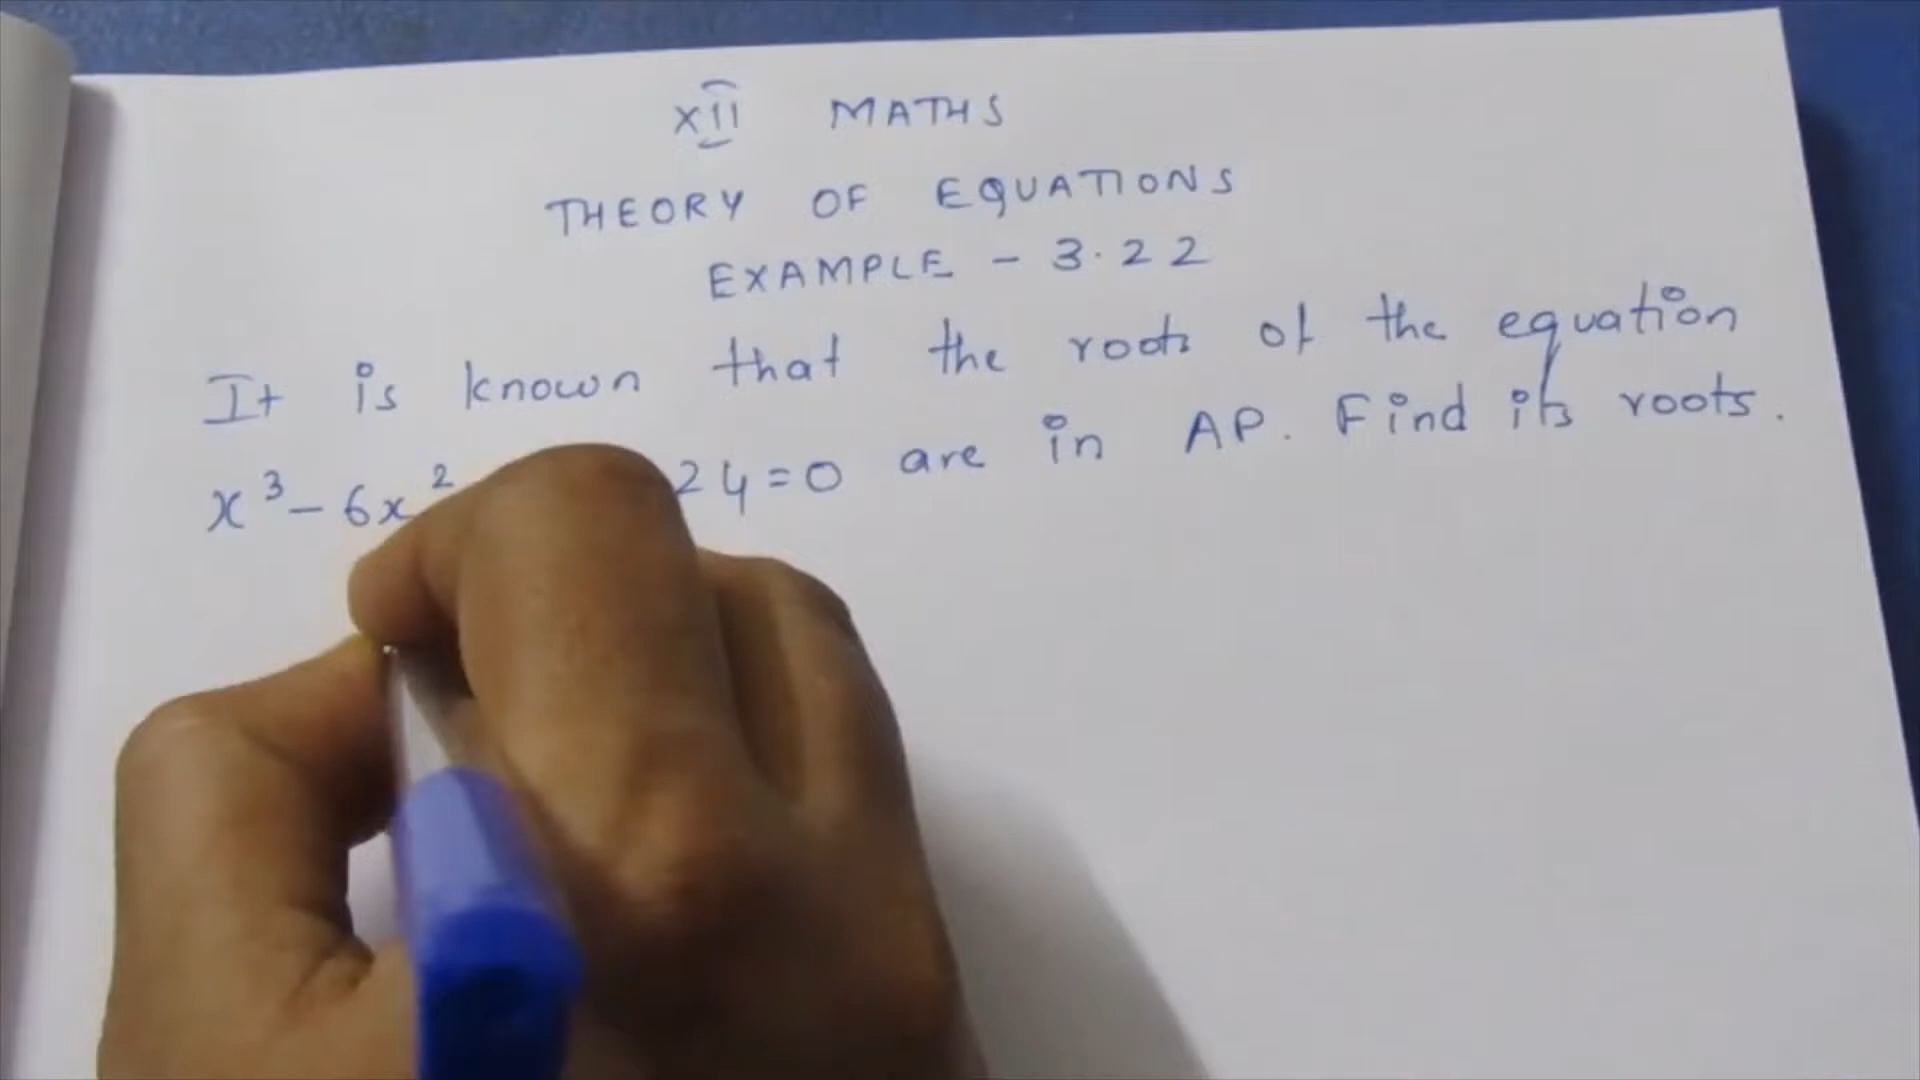 XII MATHS
THEORY OF EQUATIONS
EXAMPLE - 3.22
It is known that the roots of the equation
x³ - 6x² 24 = 0 are in AP. Find its roots.